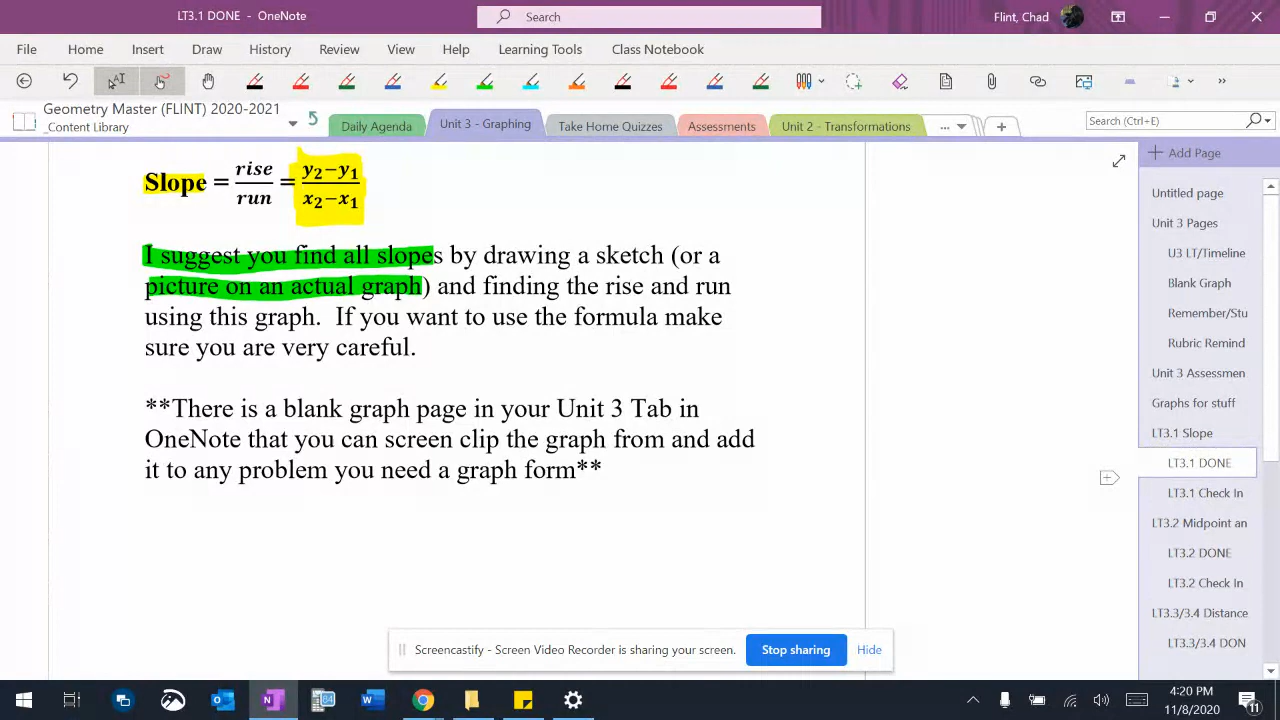 LT3.1 DONE - OneNote
Search
Flint, Chad
File Home Insert Draw History Review View Help Learning Tools Class Notebook
Geometry Master (FLINT) 2020-2021
_Content Library
Daily Agenda Unit 3 - Graphing Take Home Quizzes Assessments Unit 2 - Transformations ... +
Search (Ctrl+E)
Slope = rise/run = y₂−y₁/x₂−x₁
I suggest you find all slopes by drawing a sketch (or a
picture on an actual graph) and finding the rise and run
using this graph.  If you want to use the formula make
sure you are very careful.
**There is a blank graph page in your Unit 3 Tab in
OneNote that you can screen clip the graph from and add
it to any problem you need a graph form**
Add Page
Untitled page
Unit 3 Pages
U3 LT/Timeline
Blank Graph
Remember/Stu
Rubric Remind
Unit 3 Assessmen
Graphs for stuff
LT3.1 Slope
LT3.1 DONE
LT3.1 Check In
LT3.2 Midpoint an
LT3.2 DONE
LT3.2 Check In
LT3.3/3.4 Distance
LT3.3/3.4 DON
Screencastify - Screen Video Recorder is sharing your screen. Stop sharing Hide
84
4:20 PM
11/8/2020
11